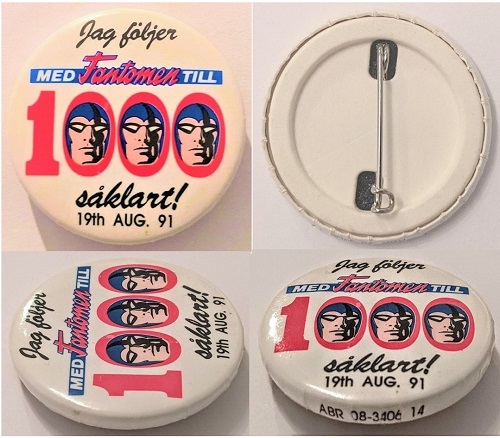 Jag följer
MED Fantomen TILL
1000
såklart!
19th AUG. 91
Jag följer
MED Fantomen TILL
1000
såklart!
19th AUG. 91
Jag följer
MED Fantomen TILL
1000
såklart!
19th AUG. 91
ABR 08-3406 14